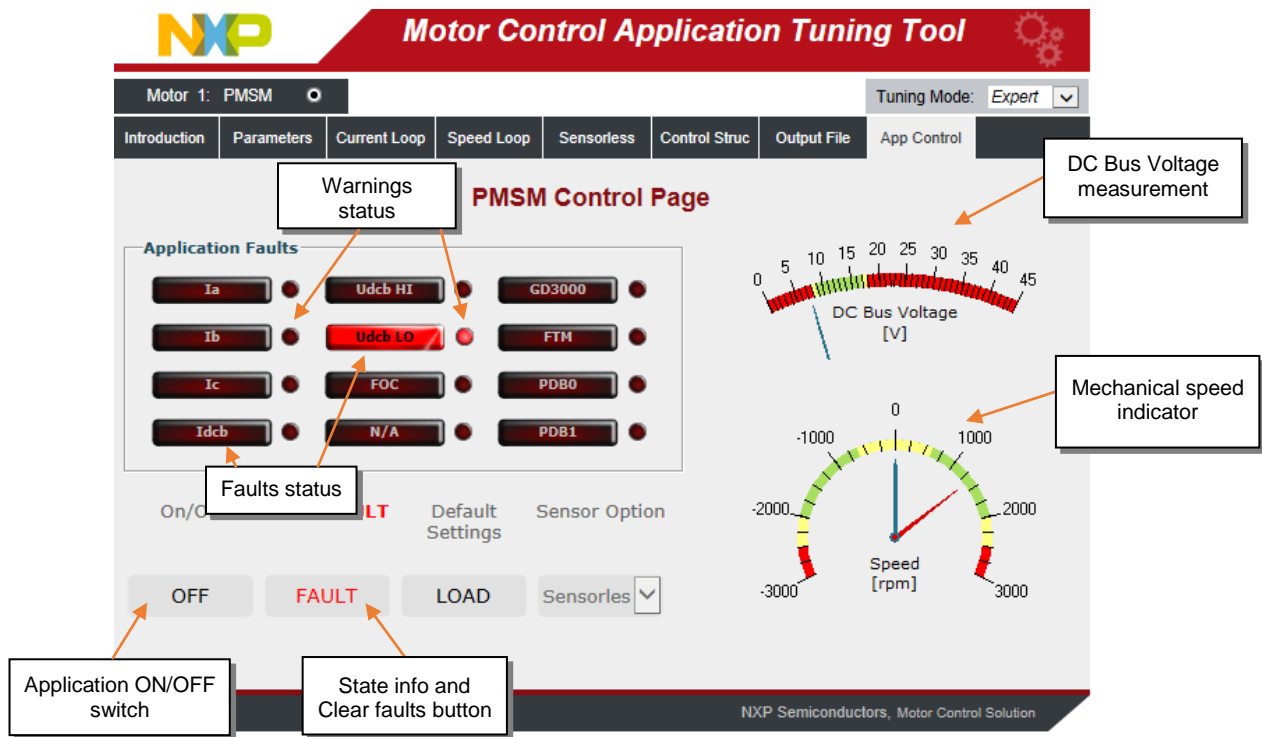 NXP
Motor Control Application Tuning Tool
Motor 1: PMSM
Tuning Mode: Expert
Introduction Parameters Current Loop Speed Loop Sensorless Control Struc Output File App Control
DC Bus Voltage
measurement
Warnings
status
PMSM Control Page
Application Faults
Ia Udcb HI GD3000
Ib Udcb LO FTM
Ic FOC PDB0
Idcb N/A PDB1
0 5 10 15 20 25 30 35 40 45
DC Bus Voltage
[V]
Mechanical speed
indicator
Faults status
-3000 -2000 -1000 0 1000 2000 3000
Speed
[rpm]
Default
Settings
Sensor Option
OFF FAULT LOAD Sensorles
Application ON/OFF
switch
State info and
Clear faults button
NXP Semiconductors, Motor Control Solution